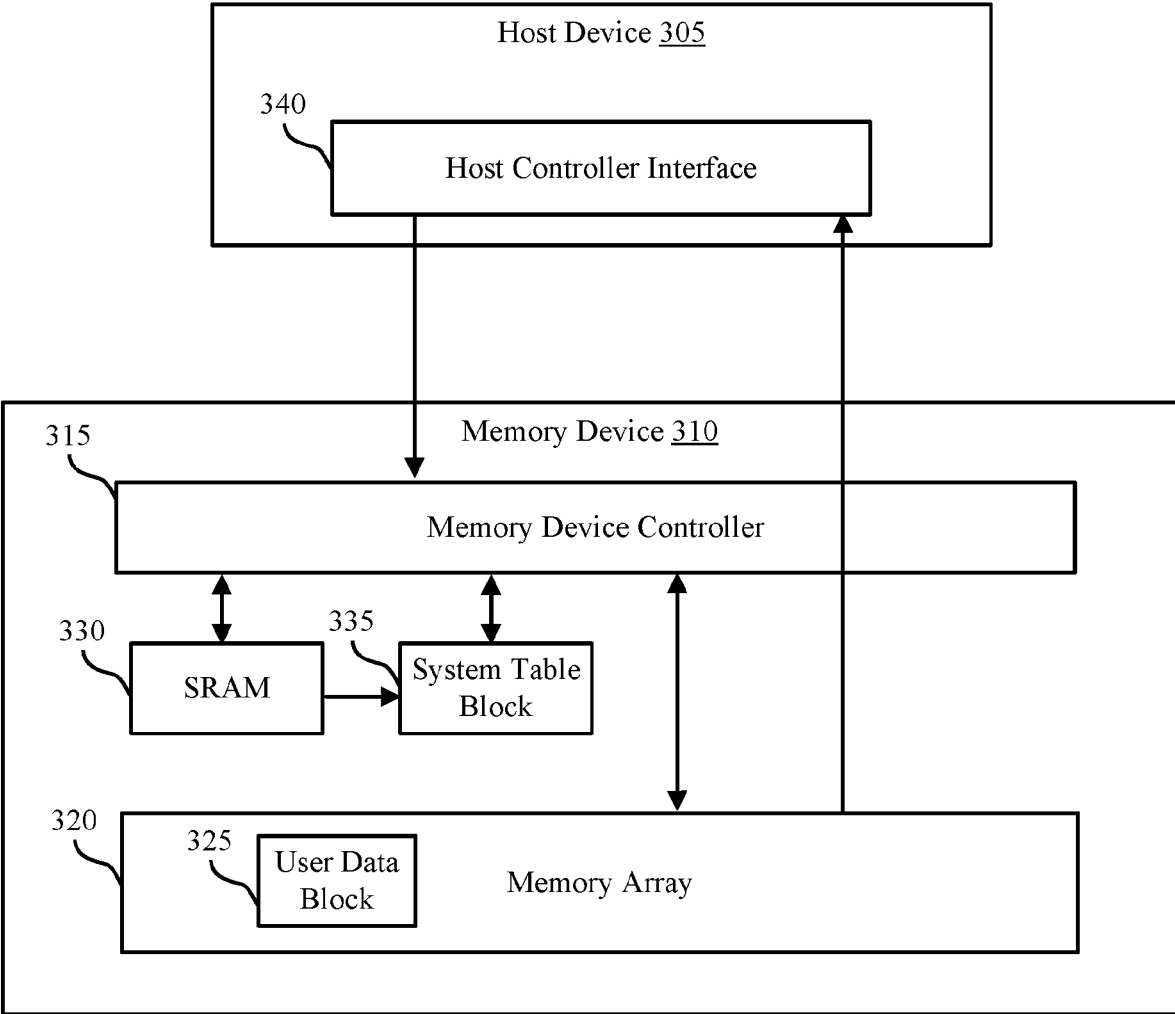 Host Device 305
340
Host Controller Interface
Memory Device 310
315
Memory Device Controller
330
SRAM
335
System Table
Block
320
325
User Data
Block
Memory Array